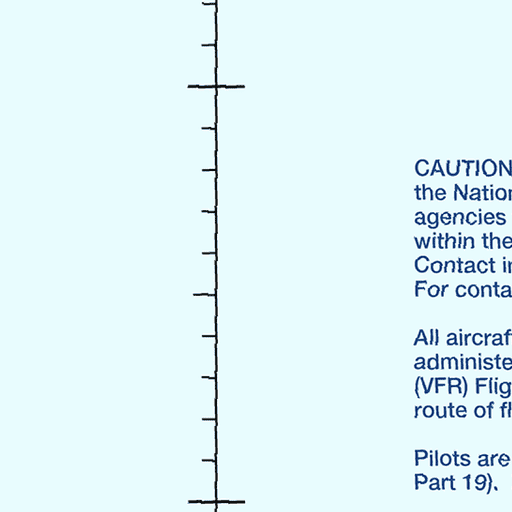 CAUTION
the Nation
agencies
within the
Contact in
For conta
All aircraf
administe
(VFR) Flig
route of fl
Pilots are
Part 19).